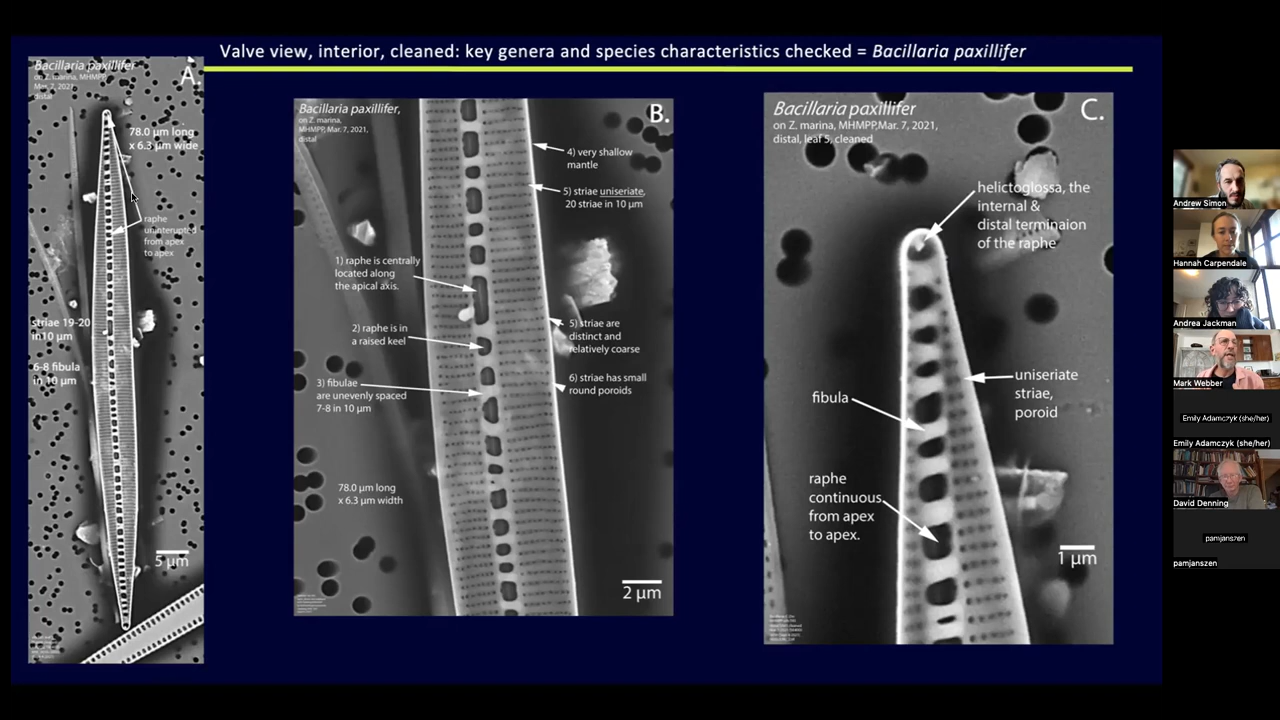 Valve view, interior, cleaned: key genera and species characteristics checked = Bacillaria paxillifer
Bacillaria paxillifer
on Z. marina, MHMPP,
Mar. 7, 2021,
distal
A.
78.0 µm long
x 6.3 µm wide
raphe
uninterupted
from apex
to apex
striae 19-20
in10 µm
6-8 fibula
in 10 µm
5 µm
Bacillaria paxillifer,
on Z. marina,
MHMPP, Mar. 7, 2021,
distal
B.
4) very shallow
mantle
5) striae uniseriate,
20 striae in 10 µm
1) raphe is centrally
located along
the apical axis.
2) raphe is in
a raised keel
3) fibulae
are unevenly spaced
7-8 in 10 µm
5) striae are
distinct and
relatively coarse
6) striae has small
round poroids
78.0 µm long
x 6.3 µm width
2 µm
Bacillaria paxillifer
on Z. marina, MHMPP,Mar. 7, 2021,
distal, leaf 5, cleaned
C.
helictoglossa, the
internal &
distal terminaion
of the raphe
fibula
uniseriate
striae,
poroid
raphe
continuous
from apex
to apex.
1 µm
Andrew Simon
Hannah Carpendale
Andrea Jackman
Mark Webber
Emily Adamczyk (she/her)
Emily Adamczyk (she/her)
David Denning
pamjanszen
pamjanszen